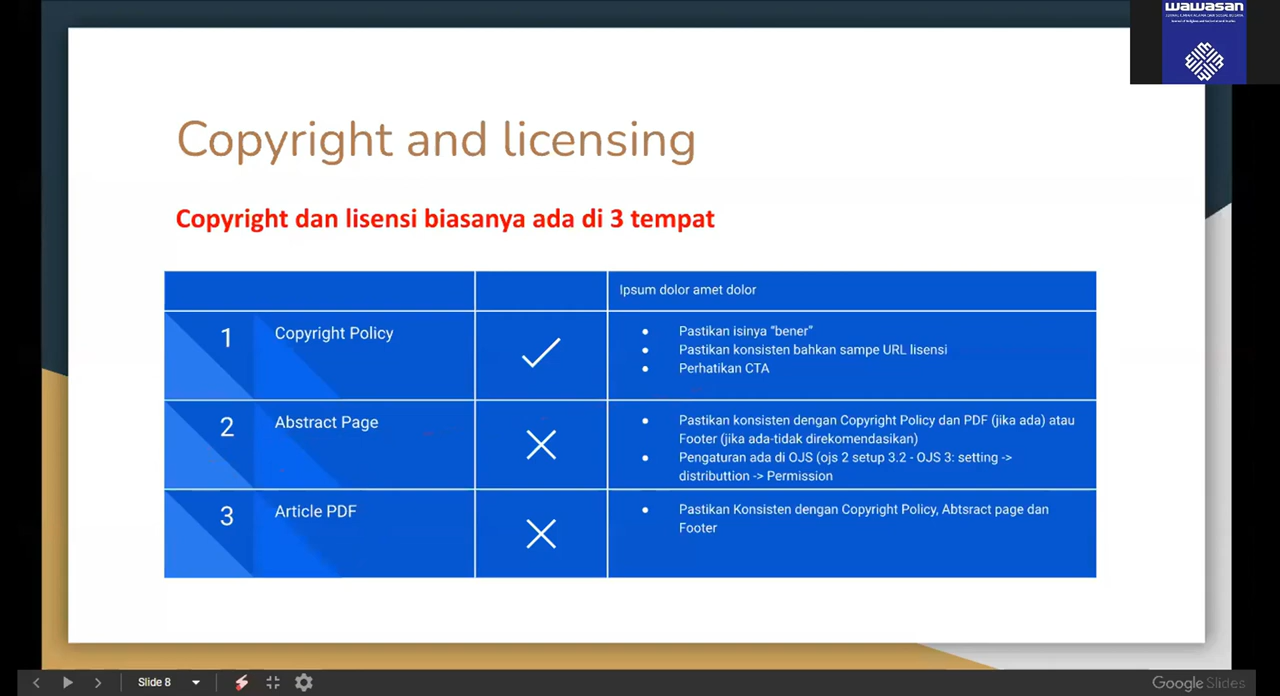 wawasan
Copyright and licensing
Copyright dan lisensi biasanya ada di 3 tempat
Ipsum dolor amet dolor
1
Copyright Policy
Pastikan isinya “bener”
Pastikan konsisten bahkan sampe URL lisensi
Perhatikan CTA
2
Abstract Page
Pastikan konsisten dengan Copyright Policy dan PDF (jika ada) atau
Footer (jika ada-tidak direkomendasikan)
Pengaturan ada di OJS (ojs 2 setup 3.2 - OJS 3: setting ->
distributtion -> Permission
3
Article PDF
Pastikan Konsisten dengan Copyright Policy, Abtsract page dan
Footer
Slide 8
Google Slides